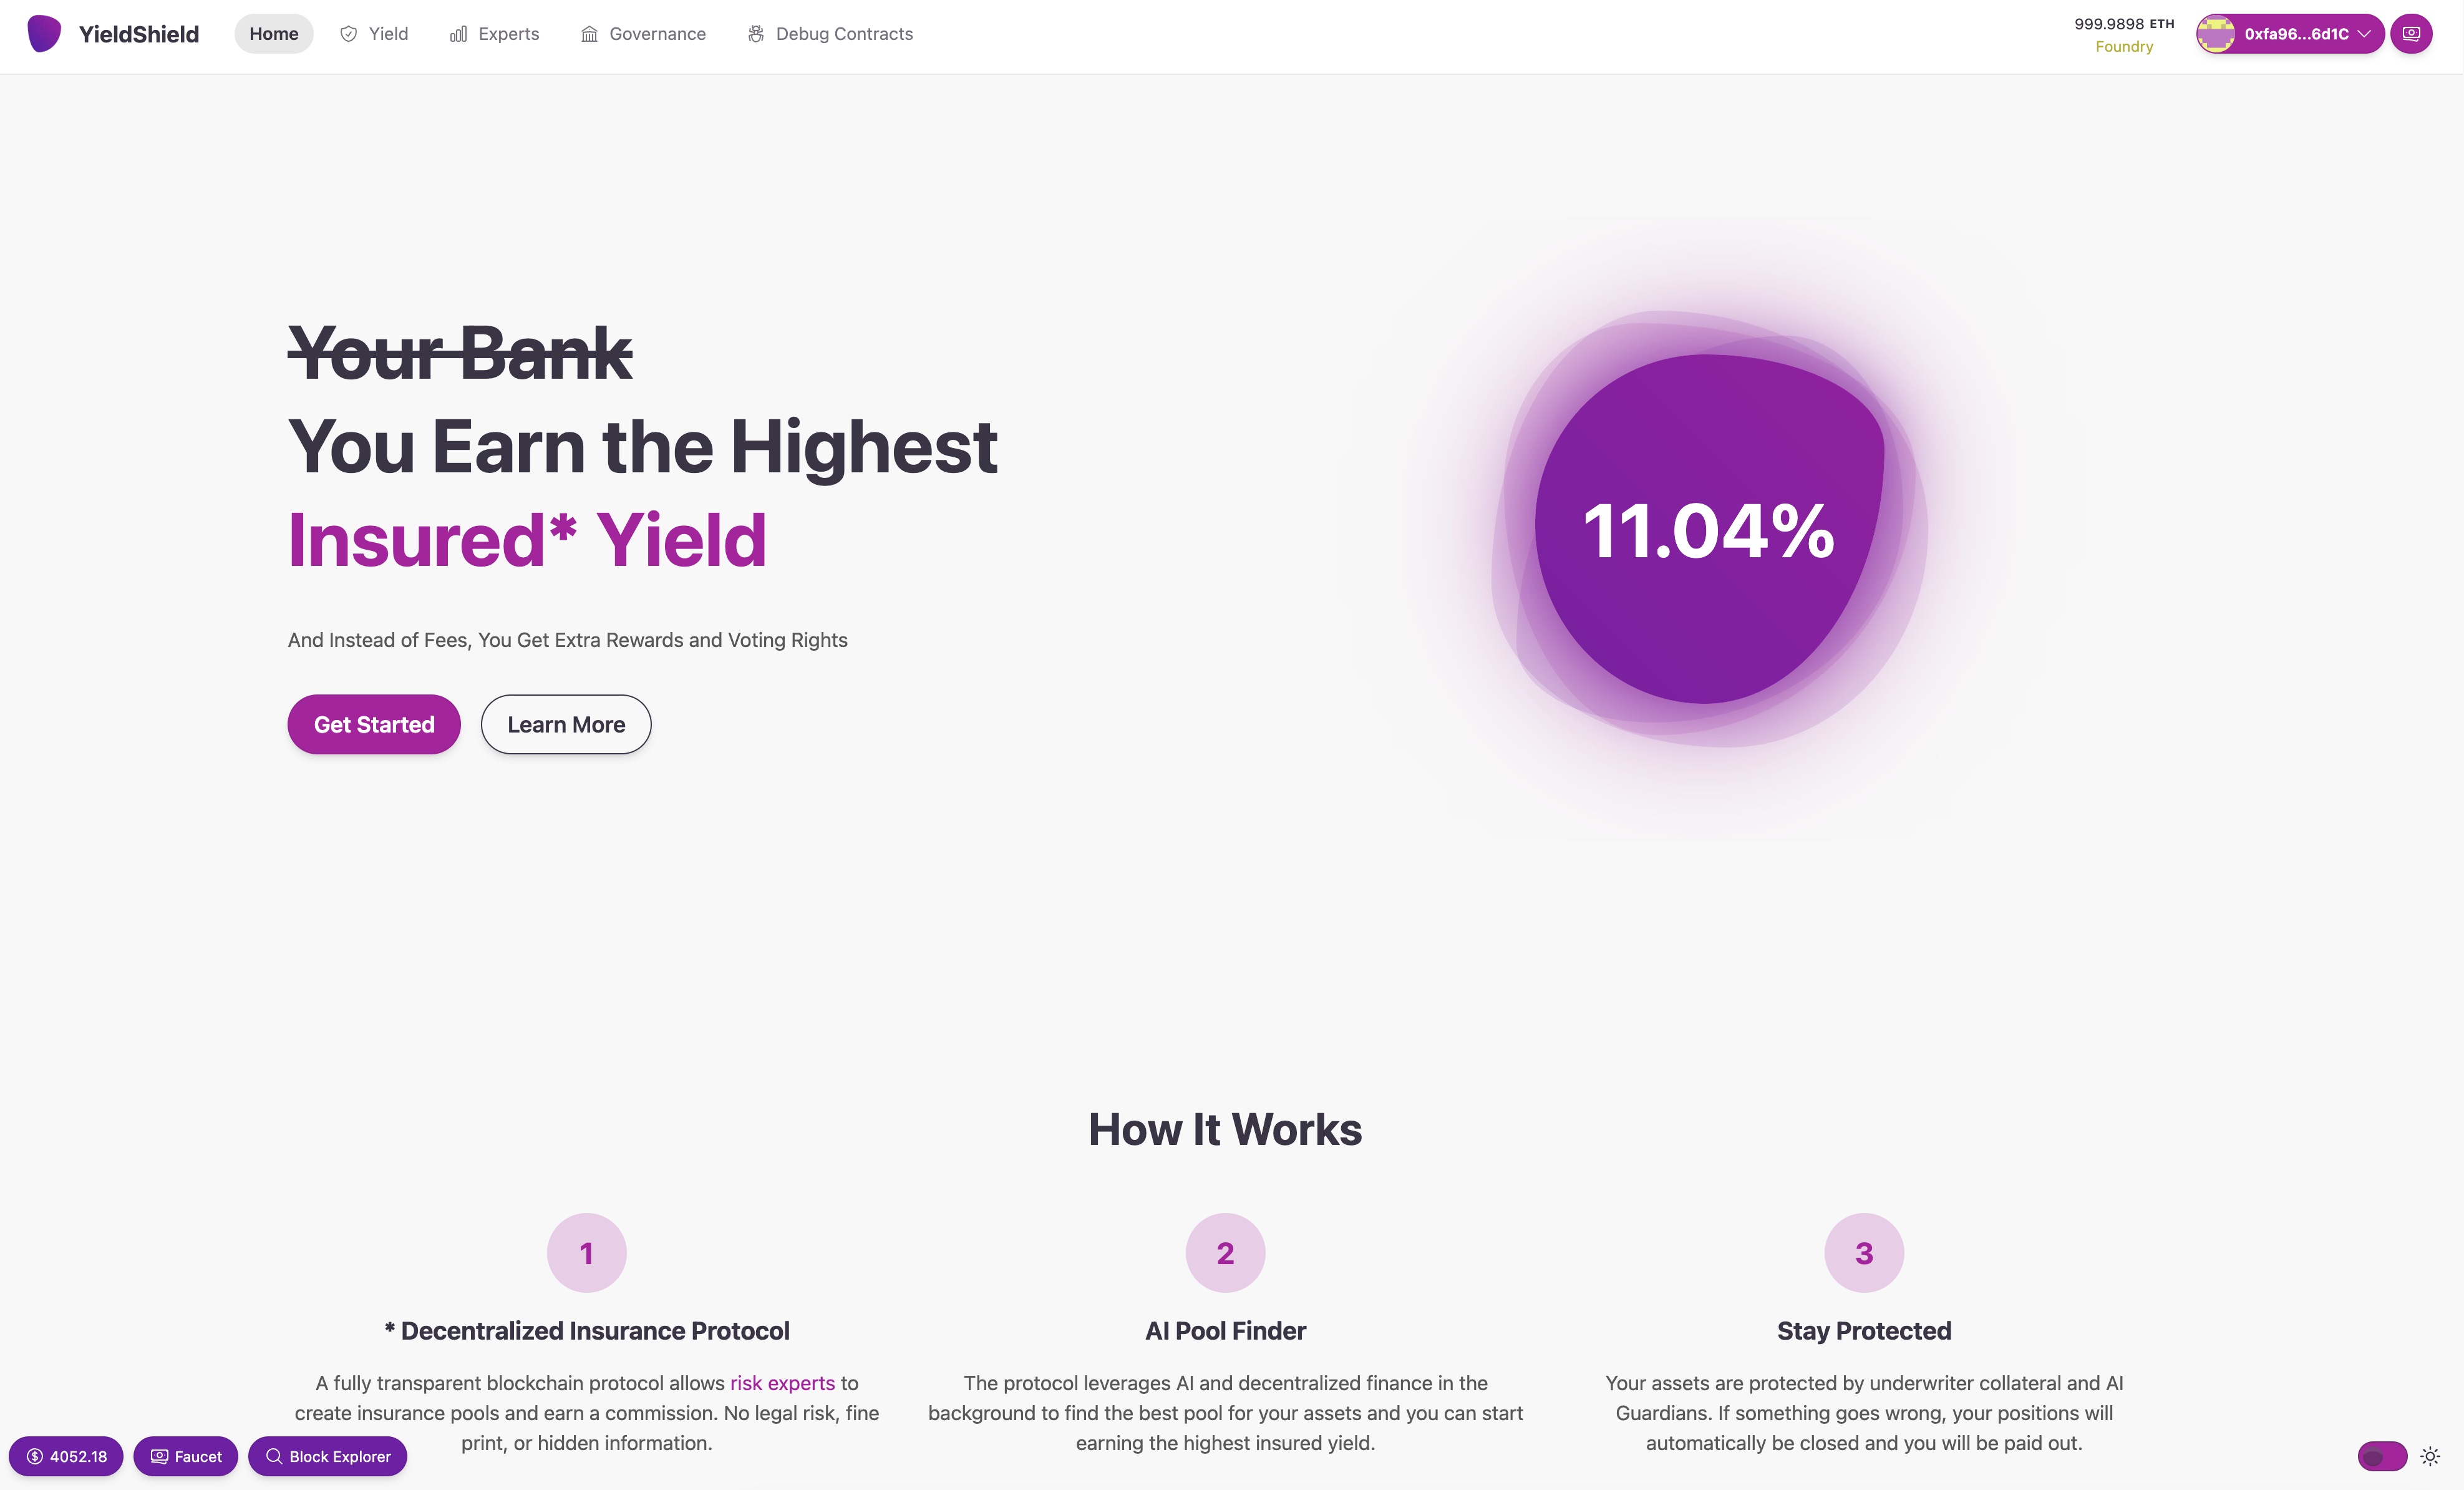 YieldShield
Home
Yield
Experts
Governance
Debug Contracts
999.9898 ETH
Foundry
0xfa96...6d1C
Your Bank
You Earn the Highest
Insured* Yield
And Instead of Fees, You Get Extra Rewards and Voting Rights
Get Started
Learn More
11.04%
How It Works
1
* Decentralized Insurance Protocol
A fully transparent blockchain protocol allows risk experts to
create insurance pools and earn a commission. No legal risk, fine
print, or hidden information.
2
AI Pool Finder
The protocol leverages AI and decentralized finance in the
background to find the best pool for your assets and you can start
earning the highest insured yield.
3
Stay Protected
Your assets are protected by underwriter collateral and AI
Guardians. If something goes wrong, your positions will
automatically be closed and you will be paid out.
4052.18
Faucet
Block Explorer